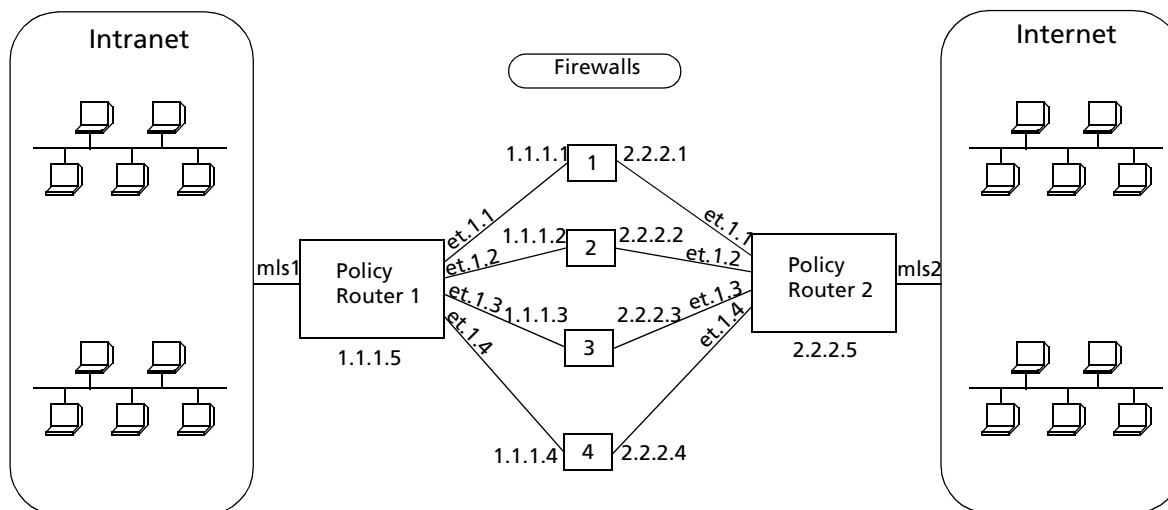 Intranet
Internet
Firewalls
1.1.1.1
1
2.2.2.1
et.1.1
et.1.1
1.1.1.2
2
2.2.2.2
et.1.2
et.1.2
mls1
Policy
Router 1
Policy
Router 2
mls2
et.1.3
et.1.3
1.1.1.3
3
2.2.2.3
et.1.4
et.1.4
1.1.1.5
2.2.2.5
1.1.1.4
4
2.2.2.4